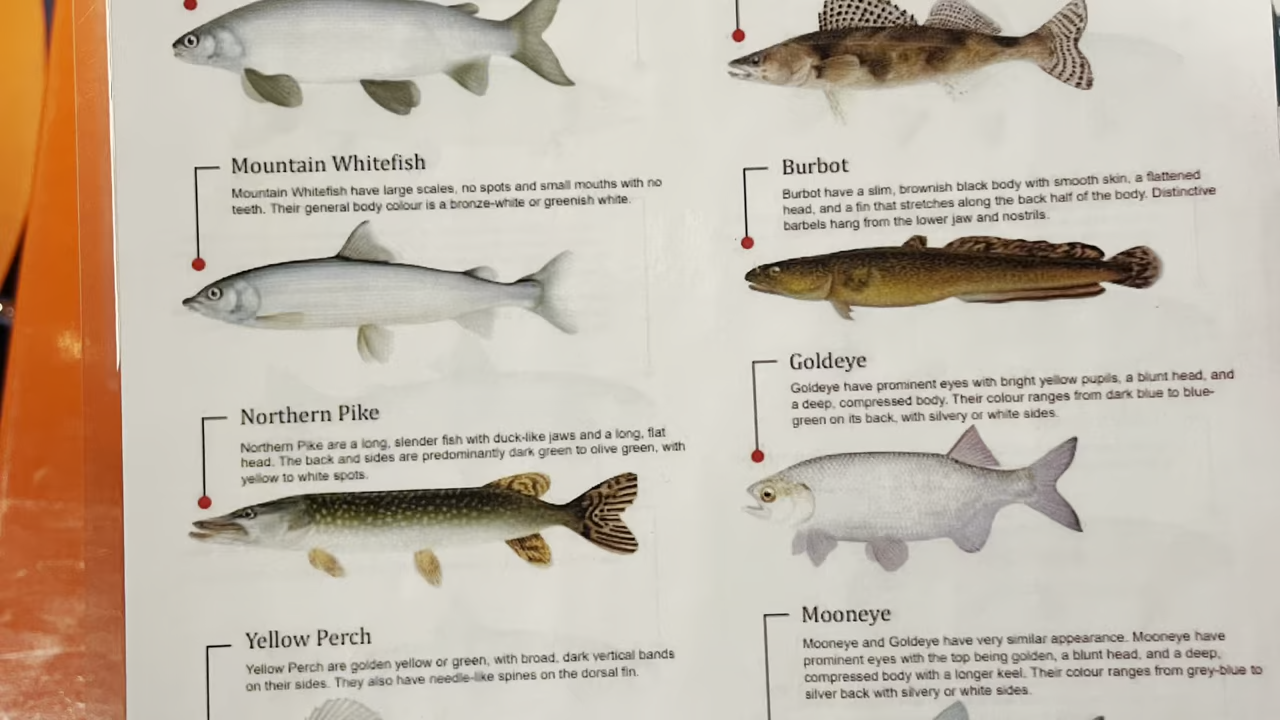 Mountain Whitefish
Mountain Whitefish have large scales, no spots and small mouths with no
teeth. Their general body colour is a bronze-white or greenish white.
Northern Pike
Northern Pike are a long, slender fish with duck-like jaws and a long, flat
head. The back and sides are predominantly dark green to olive green, with
yellow to white spots.
Yellow Perch
Yellow Perch are golden yellow or green, with broad, dark vertical bands
on their sides. They also have needle-like spines on the dorsal fin.
Burbot
Burbot have a slim, brownish black body with smooth skin, a flattened
head, and a fin that stretches along the back half of the body. Distinctive
barbels hang from the lower jaw and nostrils.
Goldeye
Goldeye have prominent eyes with bright yellow pupils, a blunt head, and
a deep, compressed body. Their colour ranges from dark blue to blue-
green on its back, with silvery or white sides.
Mooneye
Mooneye and Goldeye have very similar appearance. Mooneye have
prominent eyes with the top being golden, a blunt head, and a deep,
compressed body with a longer keel. Their colour ranges from grey-blue to
silver back with silvery or white sides.